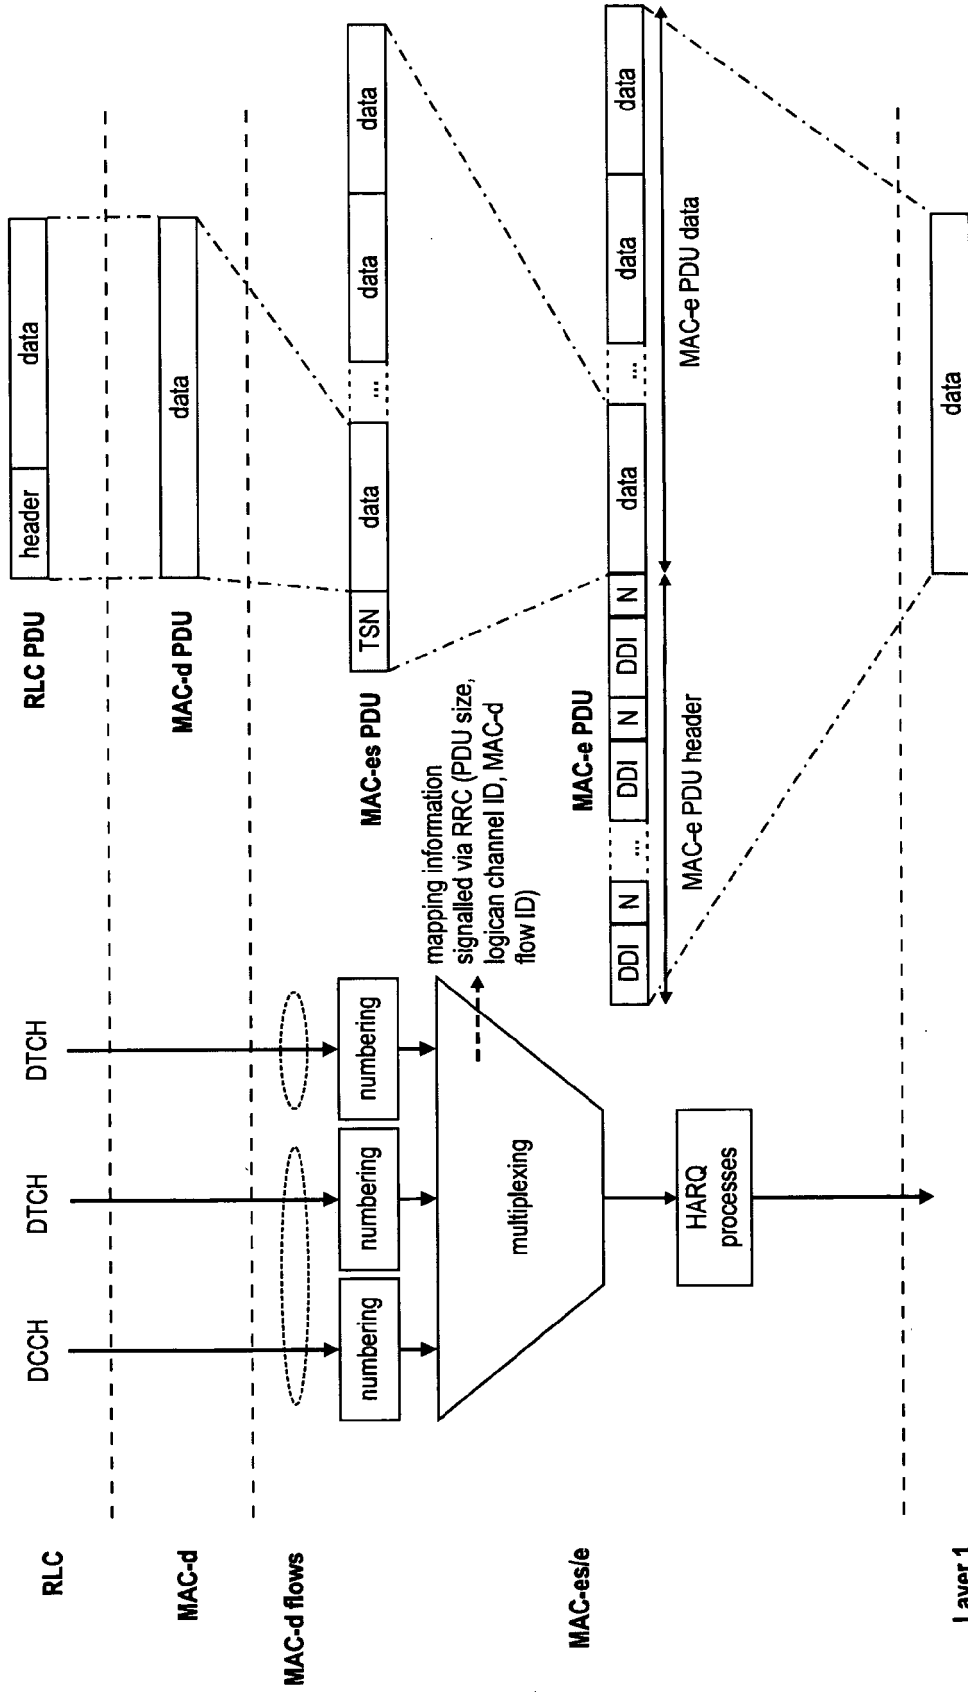 RLC
DCCH
DTCH
DTCH
RLC PDU
header
data
MAC-d
MAC-d PDU
data
MAC-d flows
numbering
numbering
numbering
MAC-es PDU
TSN
data
...
data
data
mapping information
signalled via RRC (PDU size,
logican channel ID, MAC-d
flow ID)
multiplexing
MAC-es/e
MAC-e PDU
DDI
N
...
DDI
N
DDI
N
data
...
data
data
MAC-e PDU header
MAC-e PDU data
HARQ
processes
Layer 1
data